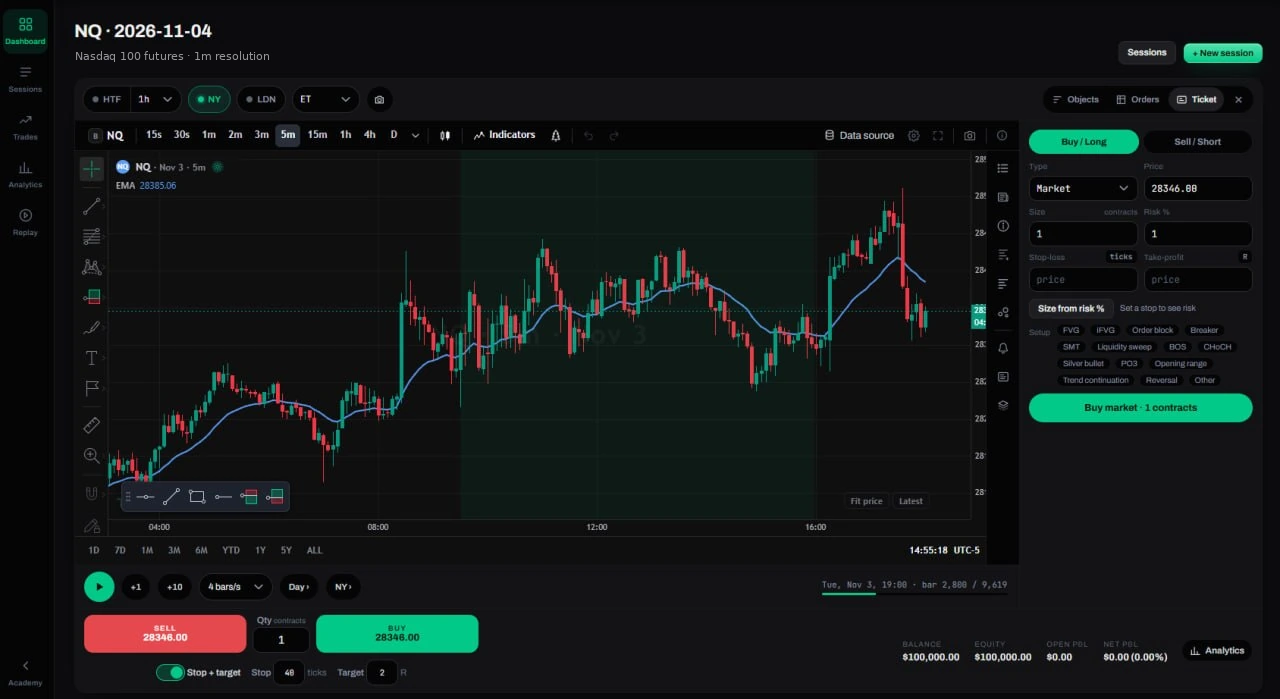 NQ · 2026-11-04
Nasdaq 100 futures · 1m resolution
Sessions
+ New session
Dashboard
Sessions
Trades
Analytics
Replay
Academy
HTF 1h NY LDN ET
Objects Orders Ticket
B NQ 15s 30s 1m 2m 3m 5m 15m 1h 4h D Indicators Data source
NQ NQ · Nov 3 · 5m
EMA 28385.06
Fit price Latest
04:00 08:00 12:00 16:00
1D 7D 1M 3M 6M YTD 1Y 5Y ALL
14:55:18 UTC-5
Buy / Long Sell / Short
Type Price
Market 28346.00
Size contracts Risk %
1 1
Stop-loss ticks Take-profit R
price price
Size from risk % Set a stop to see risk
Setup FVG IFVG Order block Breaker
SMT Liquidity sweep BOS CHoCH
Silver bullet PO3 Opening range
Trend continuation Reversal Other
Buy market · 1 contracts
+1 +10 4 bars/s Day › NY ›
Tue, Nov 3, 19:00 · bar 2,800 / 9,619
SELL
28346.00
Qty contracts
1
BUY
28346.00
Stop + target Stop 40 ticks Target 2 R
BALANCE EQUITY OPEN P&L NET P&L
$100,000.00 $100,000.00 $0.00 $0.00 (0.00%)
Analytics